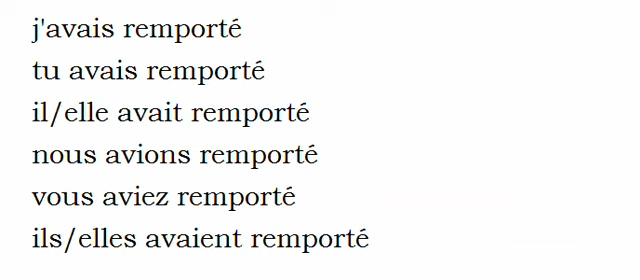 j'avais remporté
tu avais remporté
il/elle avait remporté
nous avions remporté
vous aviez remporté
ils/elles avaient remporté